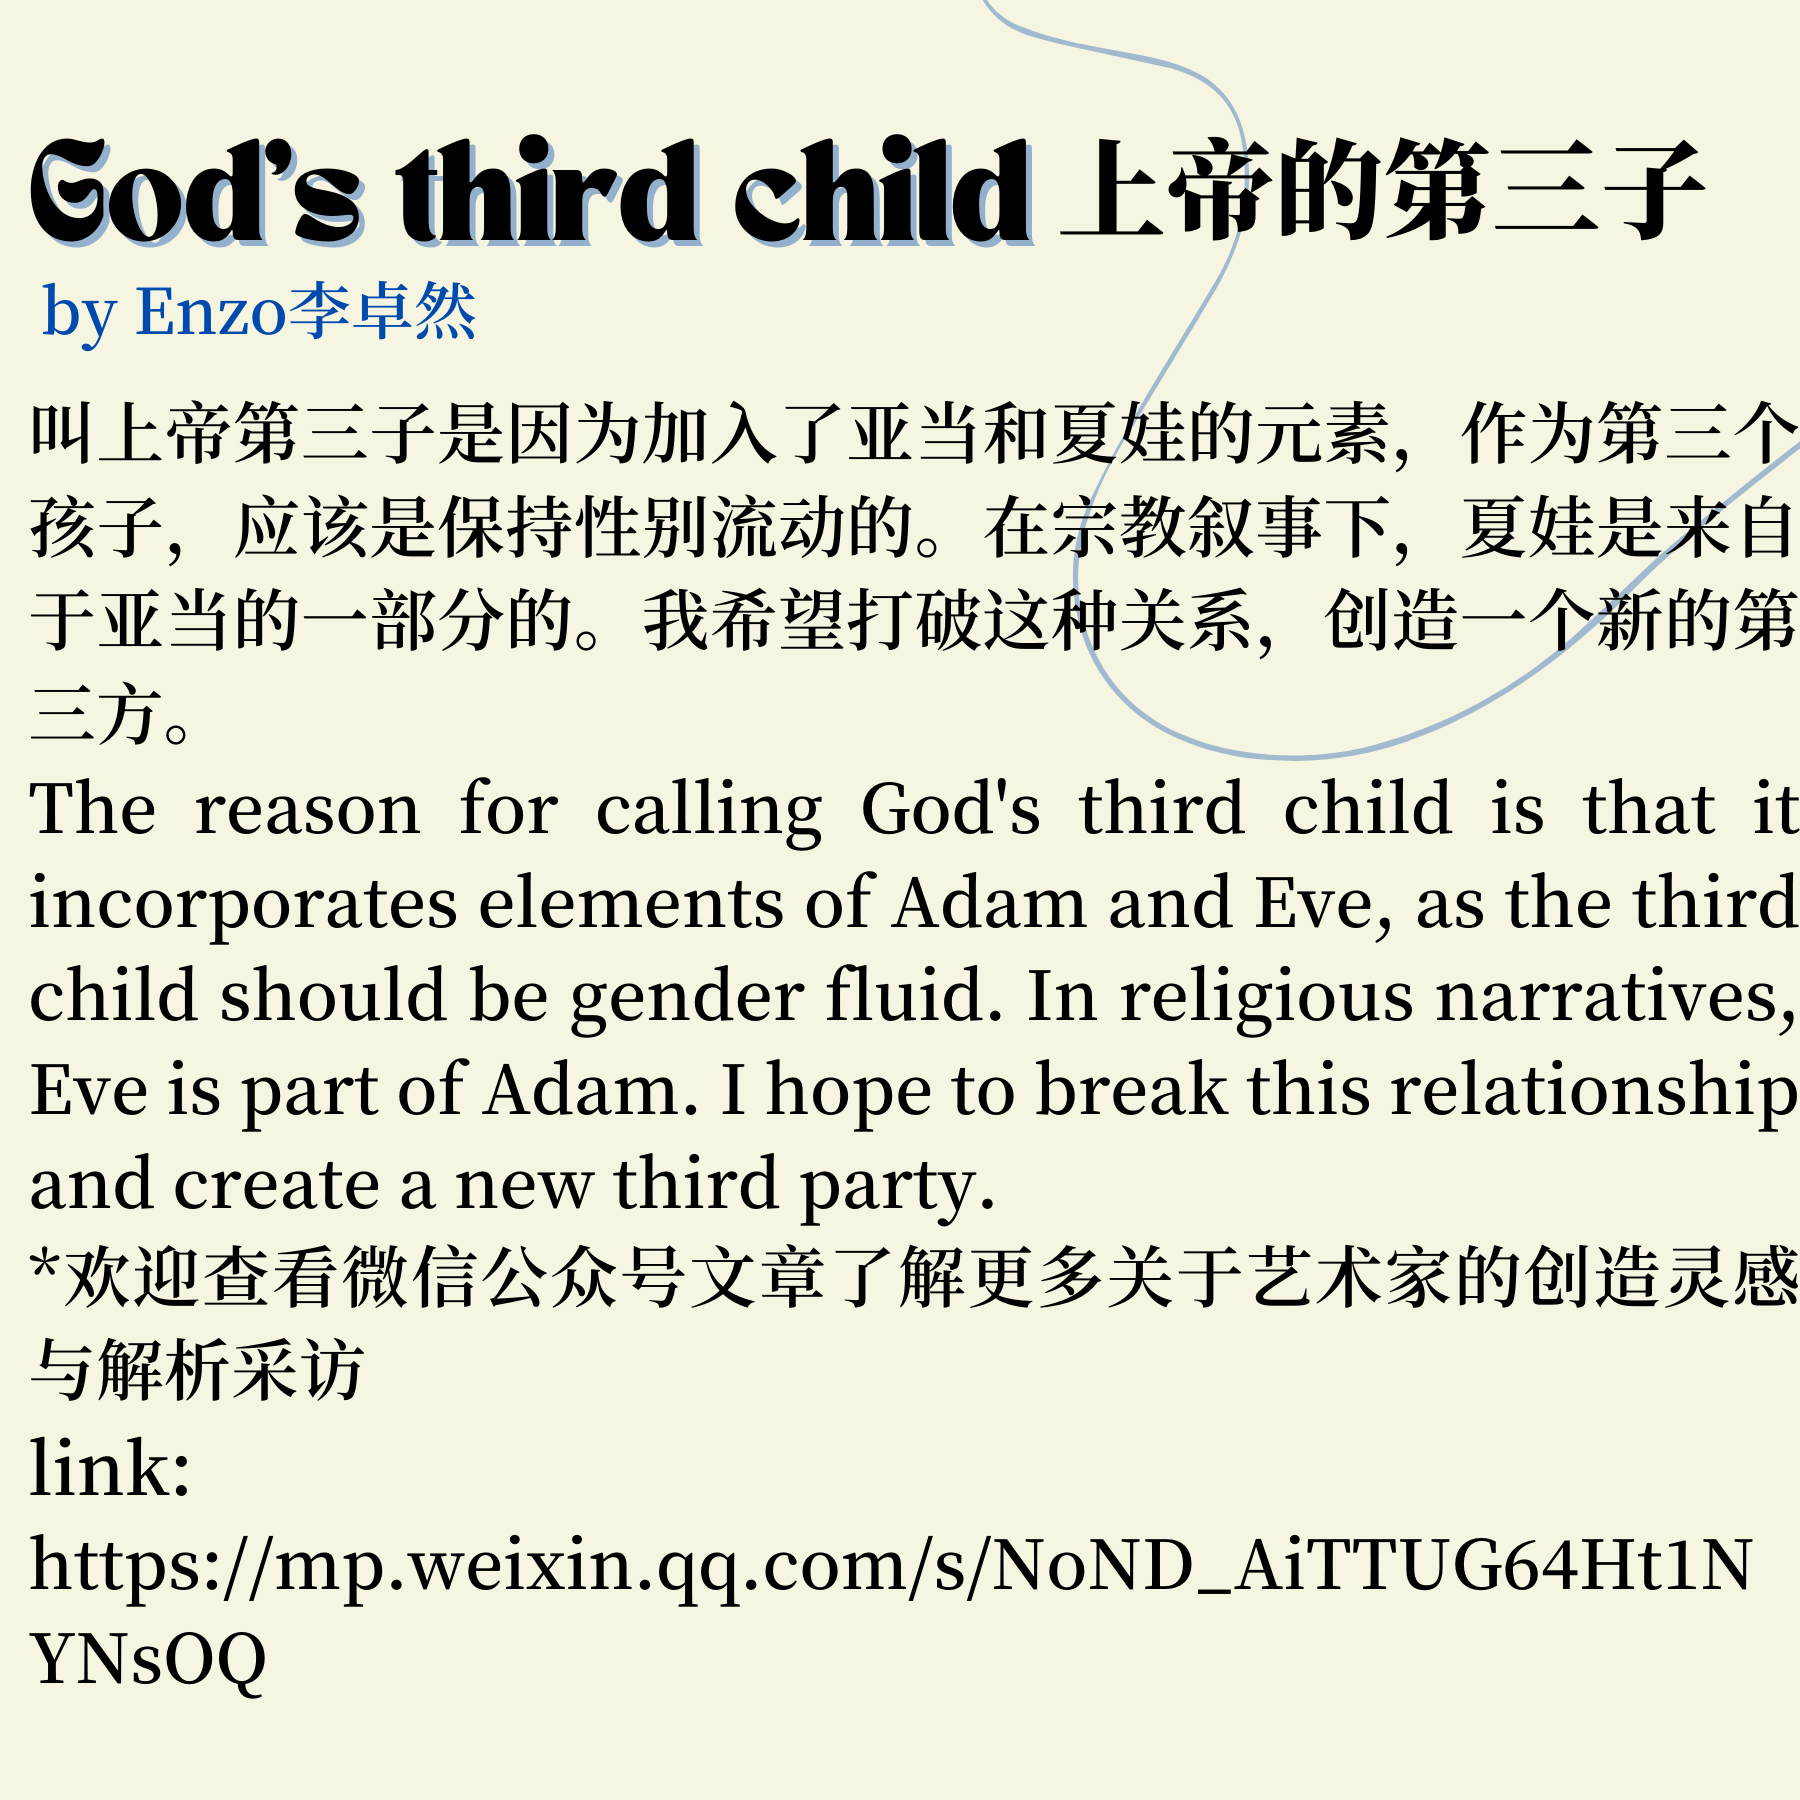 God's third child 上帝的第三子
by Enzo李卓然
叫上帝第三子是因为加入了亚当和夏娃的元素，作为第三个
孩子，应该是保持性别流动的。在宗教叙事下，夏娃是来自
于亚当的一部分的。我希望打破这种关系，创造一个新的第
三方。
The reason for calling God's third child is that it
incorporates elements of Adam and Eve, as the third
child should be gender fluid. In religious narratives,
Eve is part of Adam. I hope to break this relationship
and create a new third party.
*欢迎查看微信公众号文章了解更多关于艺术家的创造灵感
与解析采访
link:
https://mp.weixin.qq.com/s/NoND_AiTTUG64Ht1N
YNsOQ